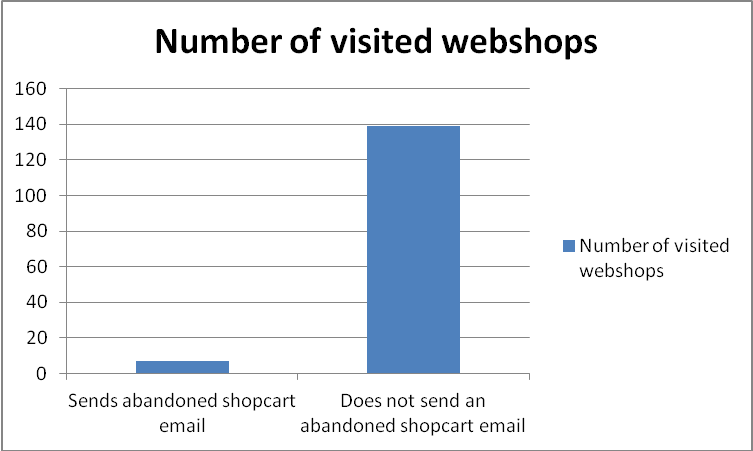 Number of visited webshops
160
140
120
100
80
60
40
20
0
Sends abandoned shopcart
email
Does not send an
abandoned shopcart email
Number of visited
webshops